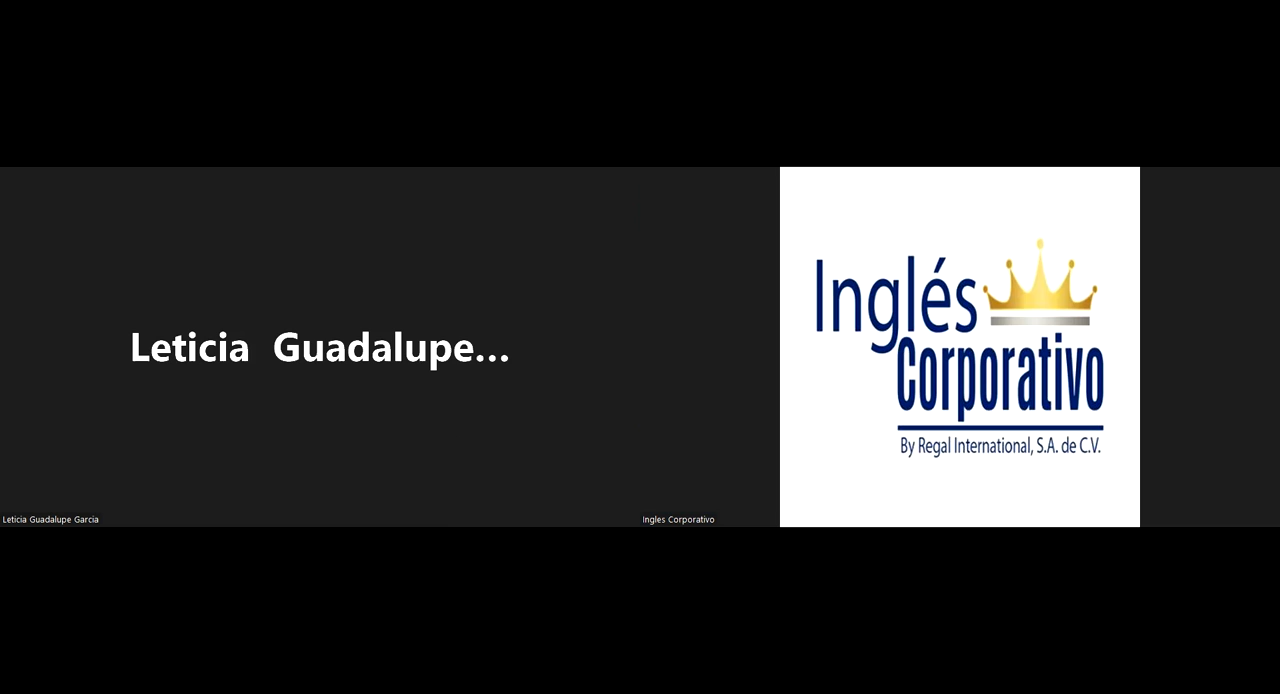 Leticia  Guadalupe...
Inglés
Corporativo
By Regal International, S.A. de C.V.
Leticia Guadalupe Garcia
Ingles Corporativo